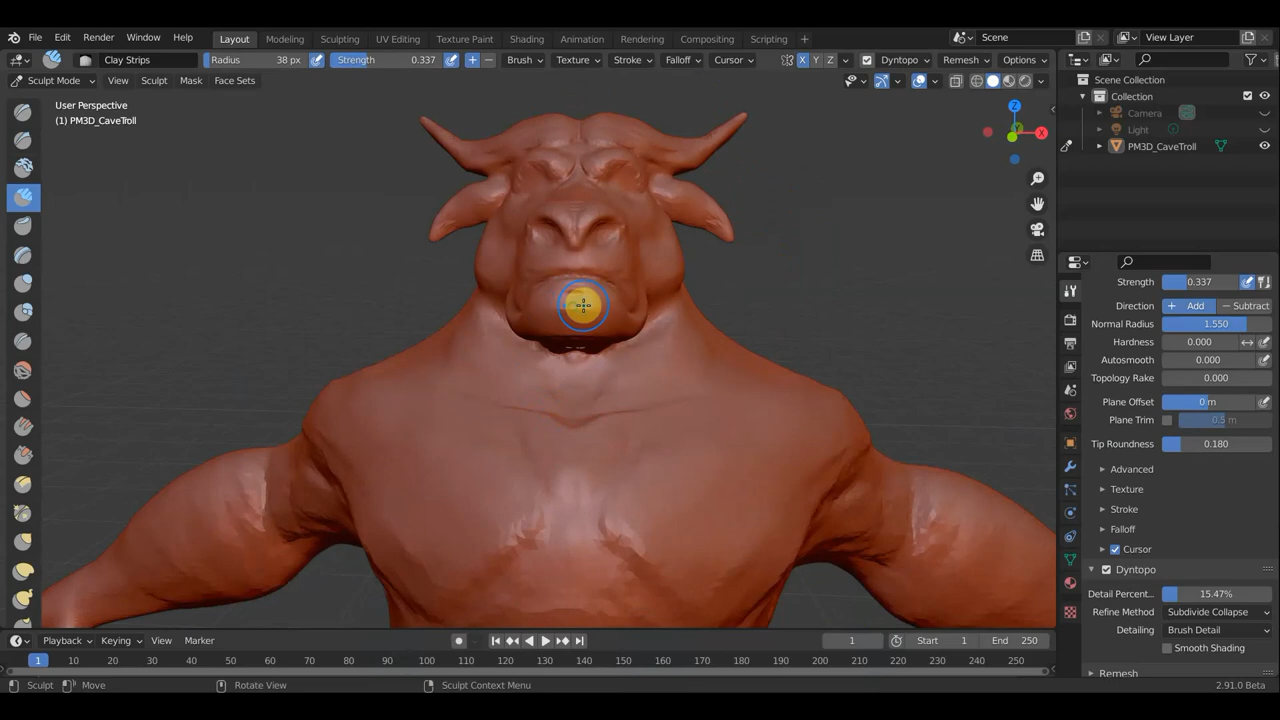 File Edit Render Window Help Layout Modeling Sculpting UV Editing Texture Paint Shading Animation Rendering Compositing Scripting + Scene View Layer
Clay Strips Radius 38 px Strength 0.337 Brush Texture Stroke Falloff Cursor X Y Z Dyntopo Remesh Options
Sculpt Mode View Sculpt Mask Face Sets
Scene Collection
Collection
Camera
Light
PM3D_CaveTroll
User Perspective
(1) PM3D_CaveTroll
Z
X
Y
Strength 0.337
Direction + Add − Subtract
Normal Radius 1.550
Hardness 0.000
Autosmooth 0.000
Topology Rake 0.000
Plane Offset 0 m
Plane Trim 0.5 m
Tip Roundness 0.180
Advanced
Texture
Stroke
Falloff
Cursor
Dyntopo
Detail Percent... 15.47%
Refine Method Subdivide Collapse
Detailing Brush Detail
Smooth Shading
Remesh
Playback Keying View Marker 1 Start 1 End 250
1 10 20 30 40 50 60 70 80 90 100 110 120 130 140 150 160 170 180 190 200 210 220 230 240 250
Sculpt Move Rotate View Sculpt Context Menu 2.91.0 Beta